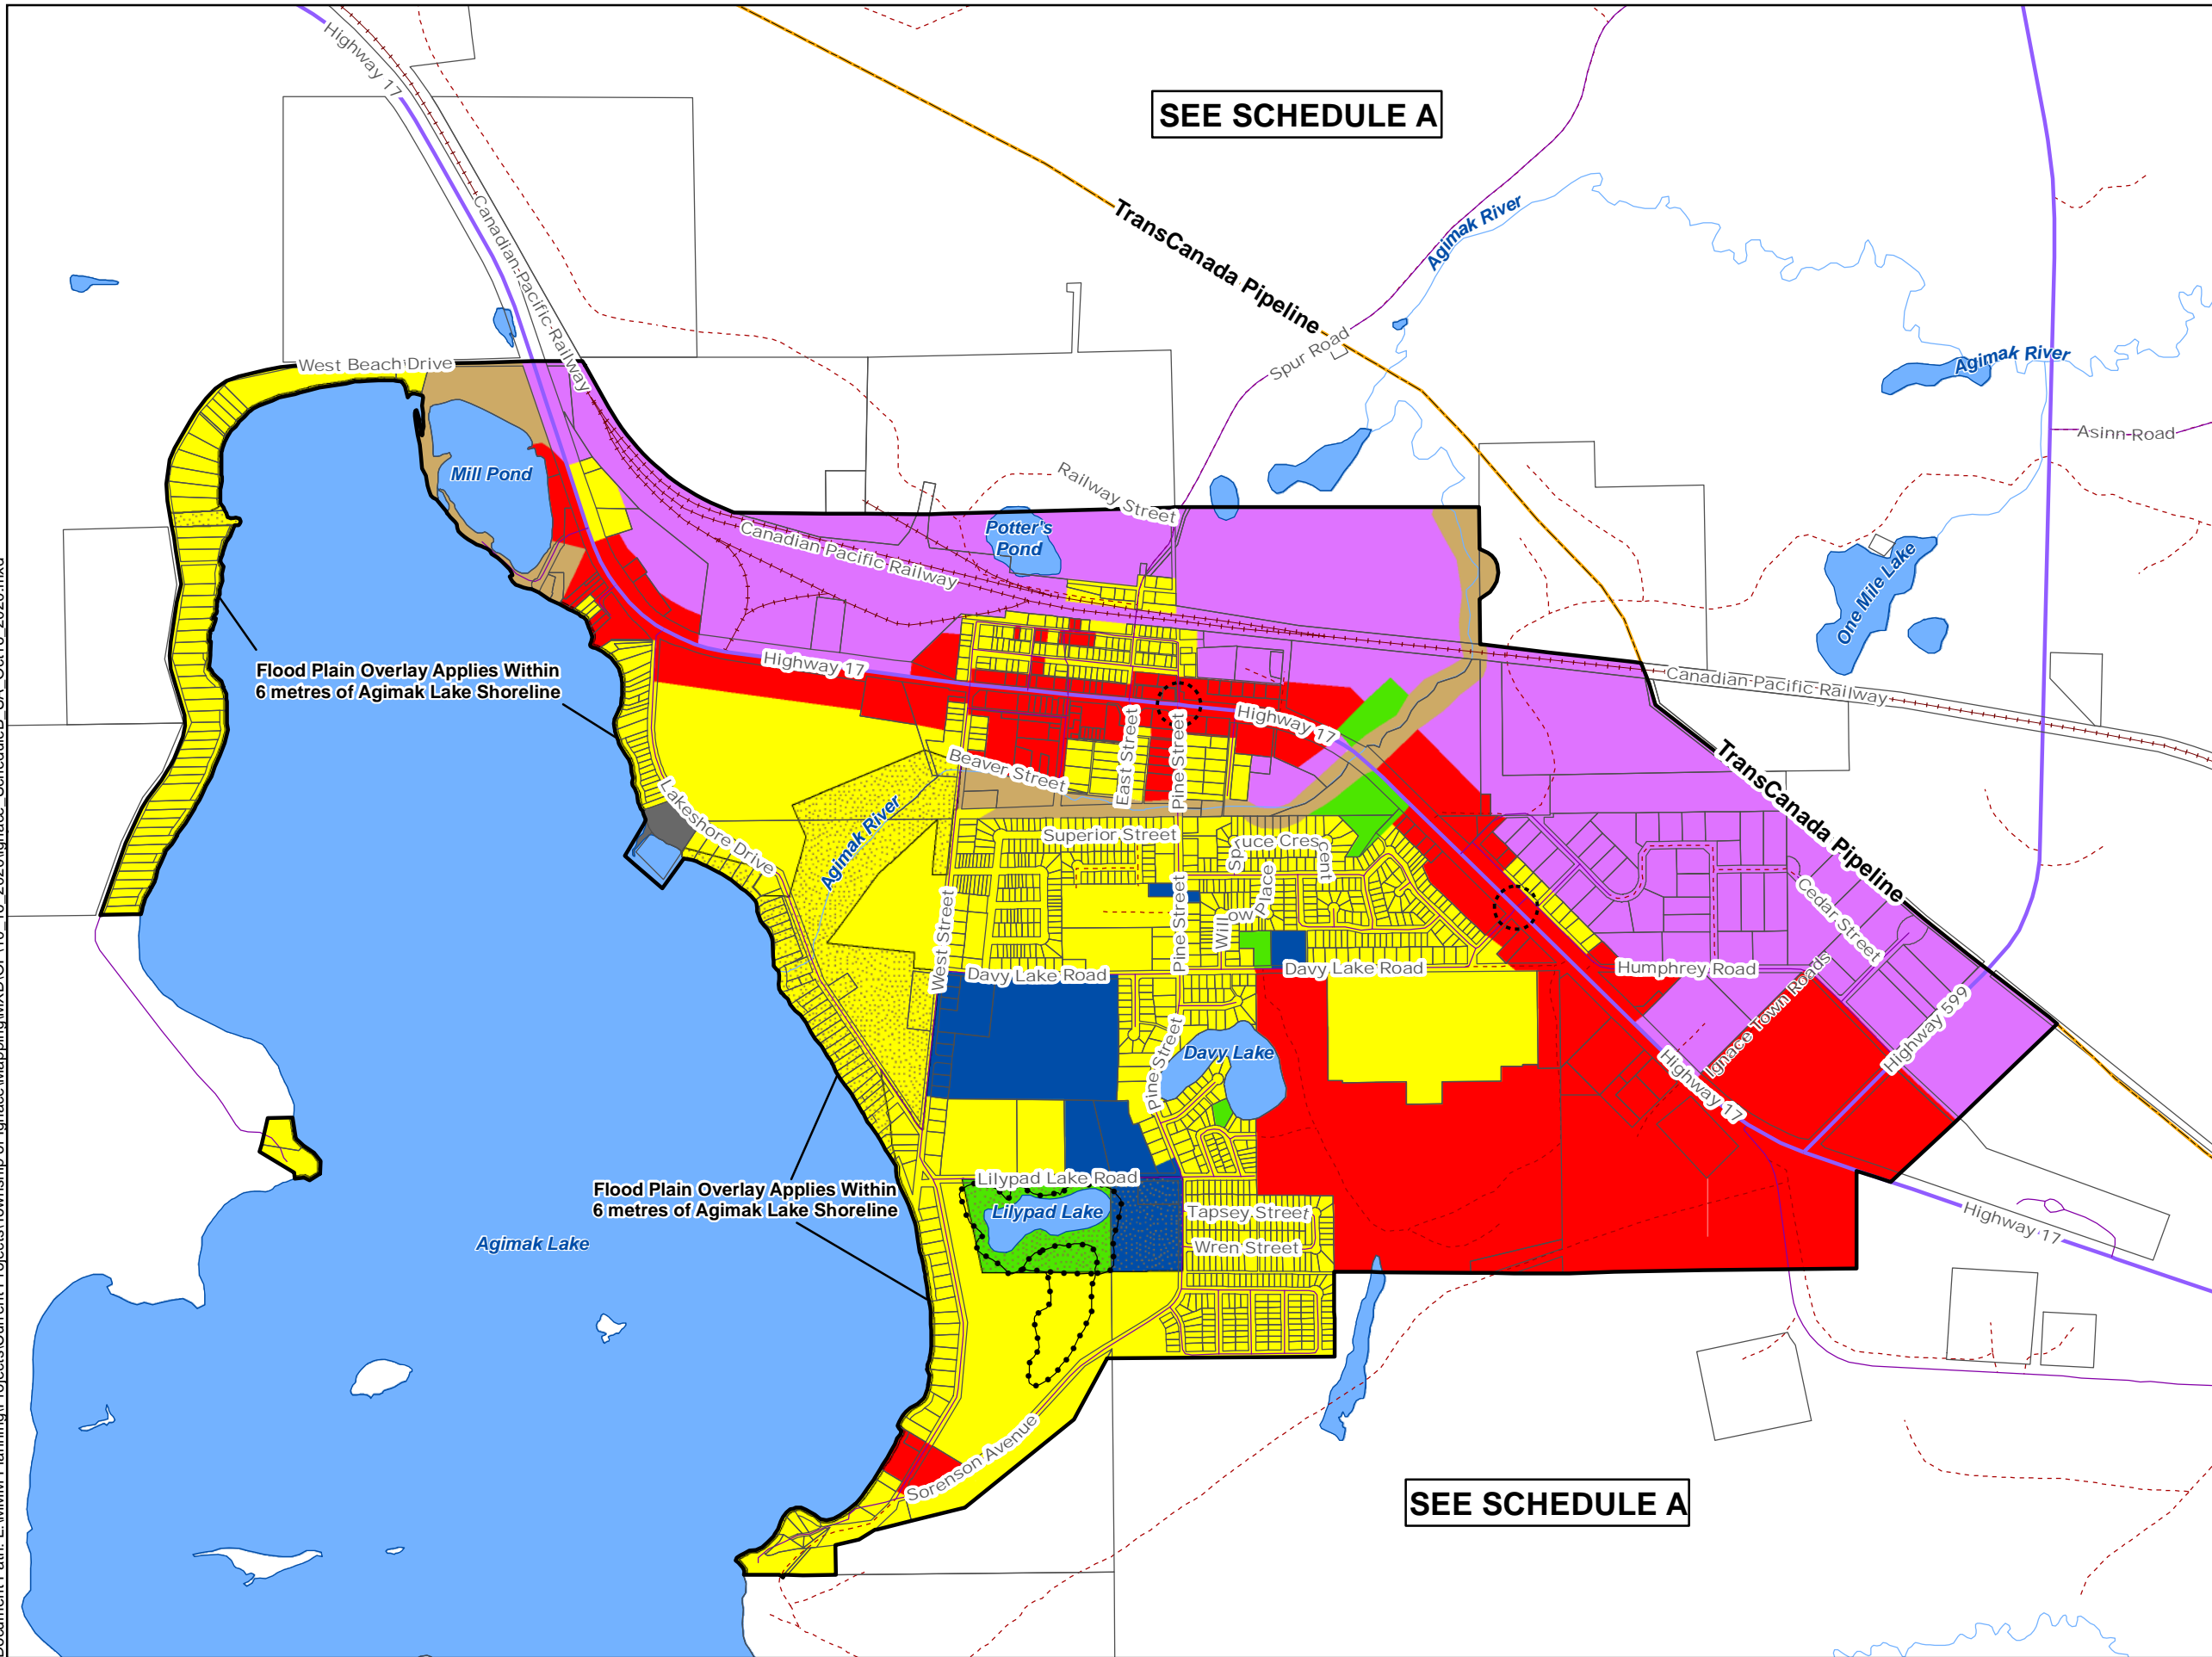 Highway 17
SEE SCHEDULE A
Canadian Pacific Railway
TransCanada Pipeline
Agimak River
Spur Road
Agimak River
West Beach Drive
Asinn Road
Mill Pond
Railway Street
Potter's
Pond
Canadian Pacific Railway
One Mile Lake
Flood Plain Overlay Applies Within
6 metres of Agimak Lake Shoreline
Highway 17
Canadian Pacific Railway
Highway 17
East Street
Pine Street
Beaver Street
TransCanada Pipeline
Lakeshore Drive
Agimak River
Superior Street
Spruce Crescent
Willow Place
Cedar Street
West Street
Pine Street
Davy Lake Road
Davy Lake Road
Humphrey Road
Ignace Town Roads
Highway 599
Pine Street
Davy Lake
Highway 17
Flood Plain Overlay Applies Within
6 metres of Agimak Lake Shoreline
Lilypad Lake Road
Lilypad Lake
Tapsey Street
Wren Street
Highway 17
Agimak Lake
Sorenson Avenue
SEE SCHEDULE A